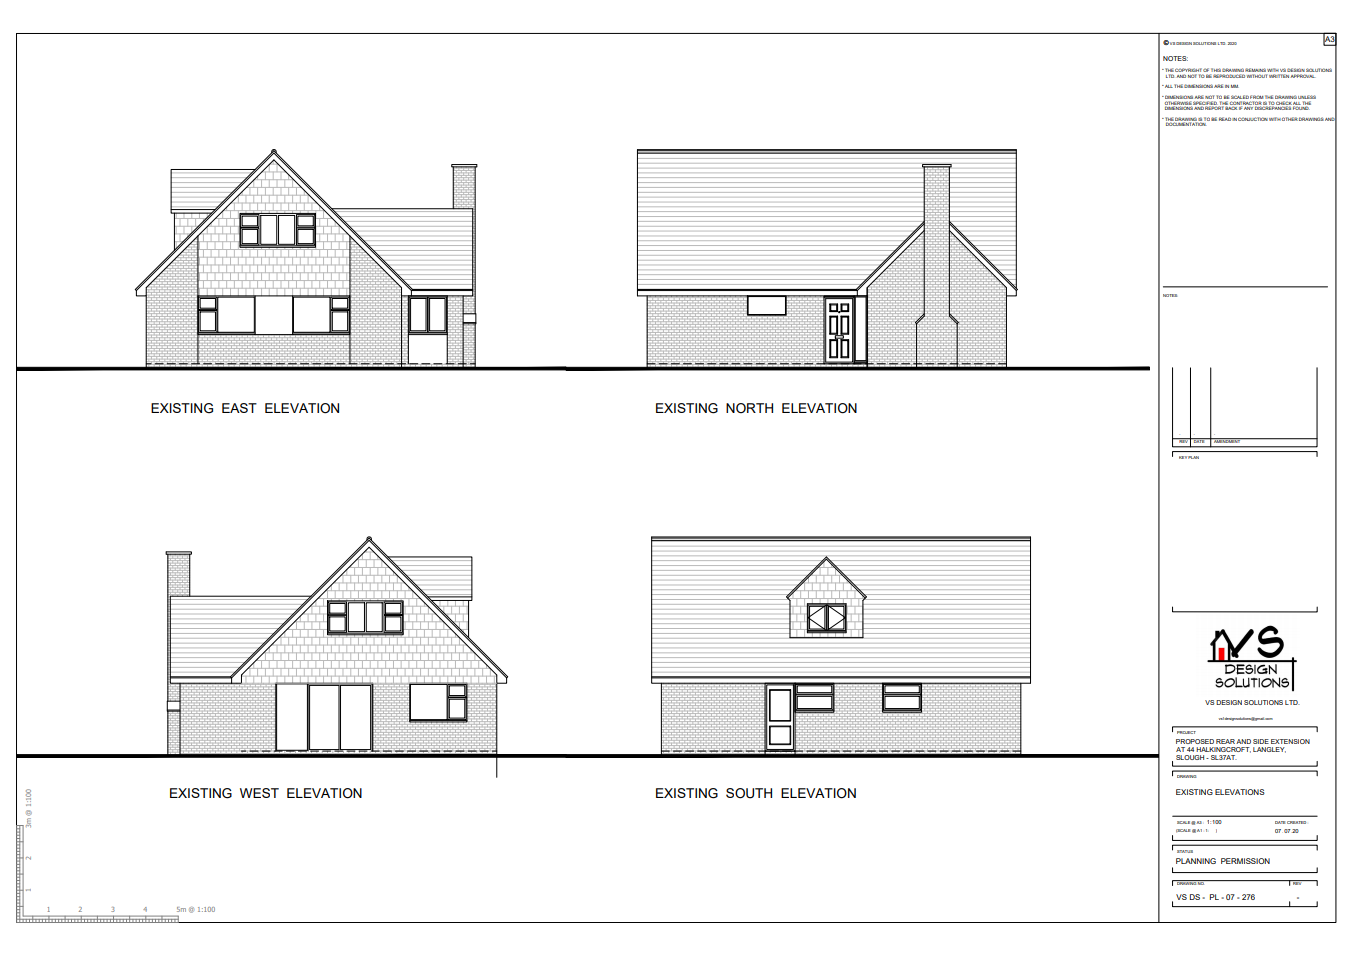 A3
© VS DESIGN SOLUTIONS LTD. 2020
NOTES:
* THE COPYRIGHT OF THIS DRAWING REMAINS WITH VS DESIGN SOLUTIONS
LTD. AND NOT TO BE REPRODUCED WITHOUT WRITTEN APPROVAL.
* ALL THE DIMENSIONS ARE IN MM.
* DIMENSIONS ARE NOT TO BE SCALED FROM THE DRAWING UNLESS
OTHERWISE SPECIFIED. THE CONTRACTOR IS TO CHECK ALL THE
DIMENSIONS AND REPORT BACK IF ANY DISCREPANCIES FOUND.
* THE DRAWING IS TO BE READ IN CONJUCTION WITH OTHER DRAWINGS AND
DOCUMENTATION.
NOTES:
EXISTING EAST ELEVATION
EXISTING NORTH ELEVATION
REV DATE AMENDMENT
KEY PLAN
EXISTING WEST ELEVATION
EXISTING SOUTH ELEVATION
VS
DESIGN
SOLUTIONS
VS DESIGN SOLUTIONS LTD.
vsf.designsolutions@gmail.com
PROJECT
PROPOSED REAR AND SIDE EXTENSION
AT 44 HALKINGCROFT, LANGLEY,
SLOUGH - SL37AT.
DRAWING
EXISTING ELEVATIONS
SCALE @ A3 : 1:100
DATE CREATED :
(SCALE @ A1 : 1: )
07 07.20
STATUS
PLANNING PERMISSION
DRAWING NO.
REV
VS DS - PL - 07 - 276
-
3m @ 1:100
2
1
1 2 3 4 5m @ 1:100